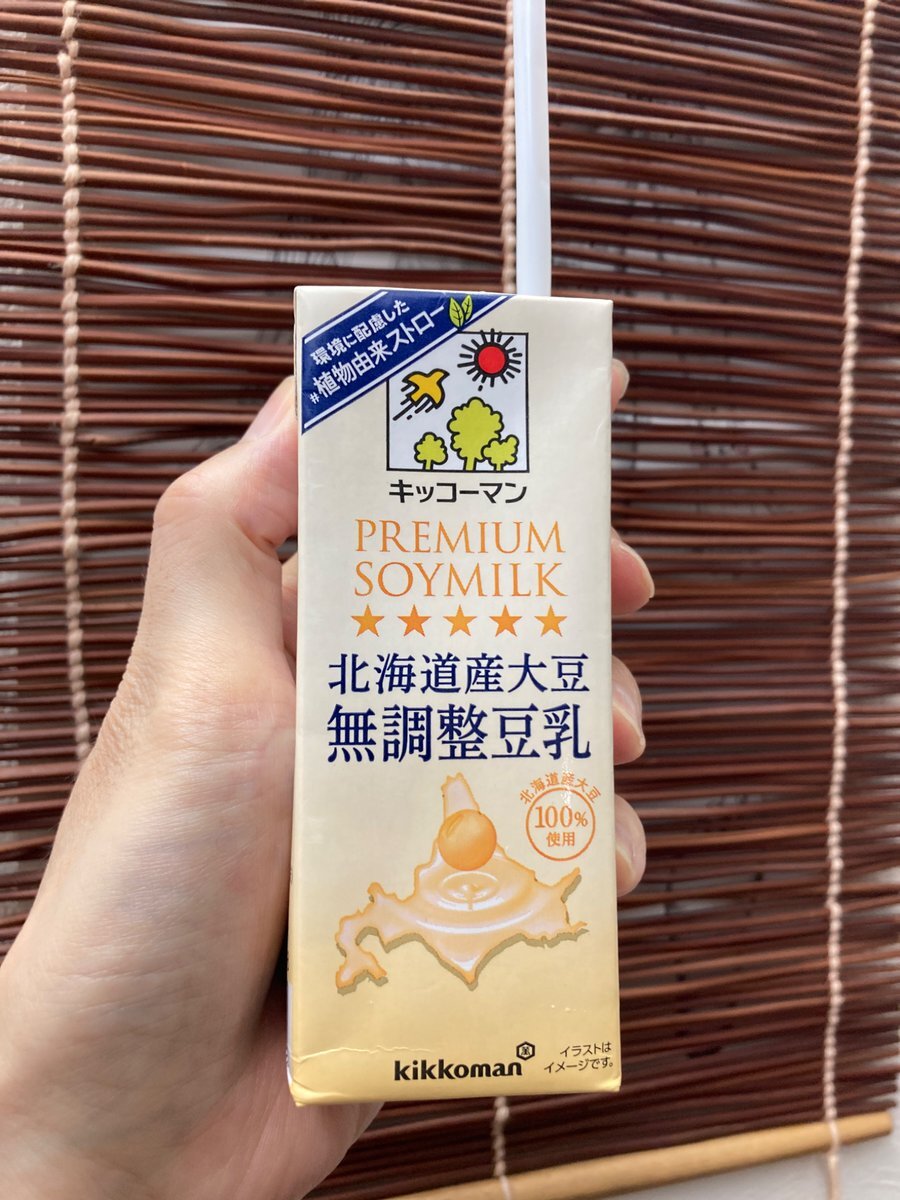 環境に配慮した
#植物由来ストロー
キッコーマン
PREMIUM
SOYMILK
北海道産大豆
無調整豆乳
北海道産大豆
100%
使用
kikkoman
イラストは
イメージです。